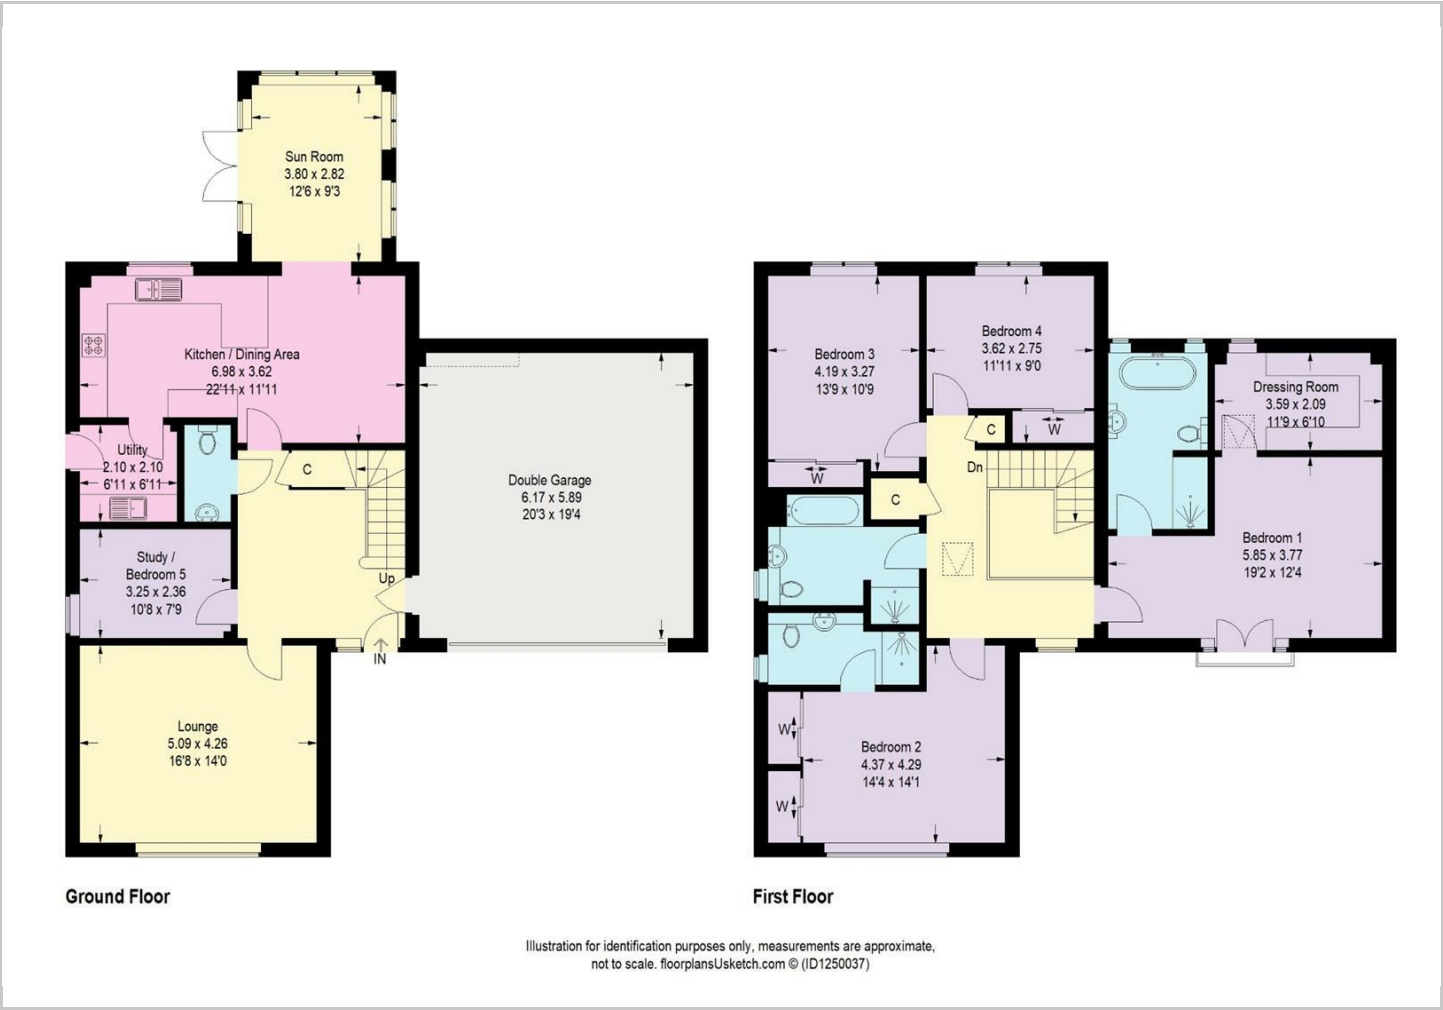 Sun Room
3.80 x 2.82
12'6 x 9'3
Kitchen / Dining Area
6.98 x 3.62
22'11 x 11'11
Utility
2.10 x 2.10
6'11 x 6'11
C
Double Garage
6.17 x 5.89
20'3 x 19'4
Study /
Bedroom 5
3.25 x 2.36
10'8 x 7'9
Up
IN
Lounge
5.09 x 4.26
16'8 x 14'0
Ground Floor
Bedroom 3
4.19 x 3.27
13'9 x 10'9
W
Bedroom 4
3.62 x 2.75
11'11 x 9'0
W
C
Dn
C
Dressing Room
3.59 x 2.09
11'9 x 6'10
Bedroom 1
5.85 x 3.77
19'2 x 12'4
W
W
Bedroom 2
4.37 x 4.29
14'4 x 14'1
First Floor
Illustration for identification purposes only, measurements are approximate,
not to scale. floorplansUsketch.com © (ID1250037)